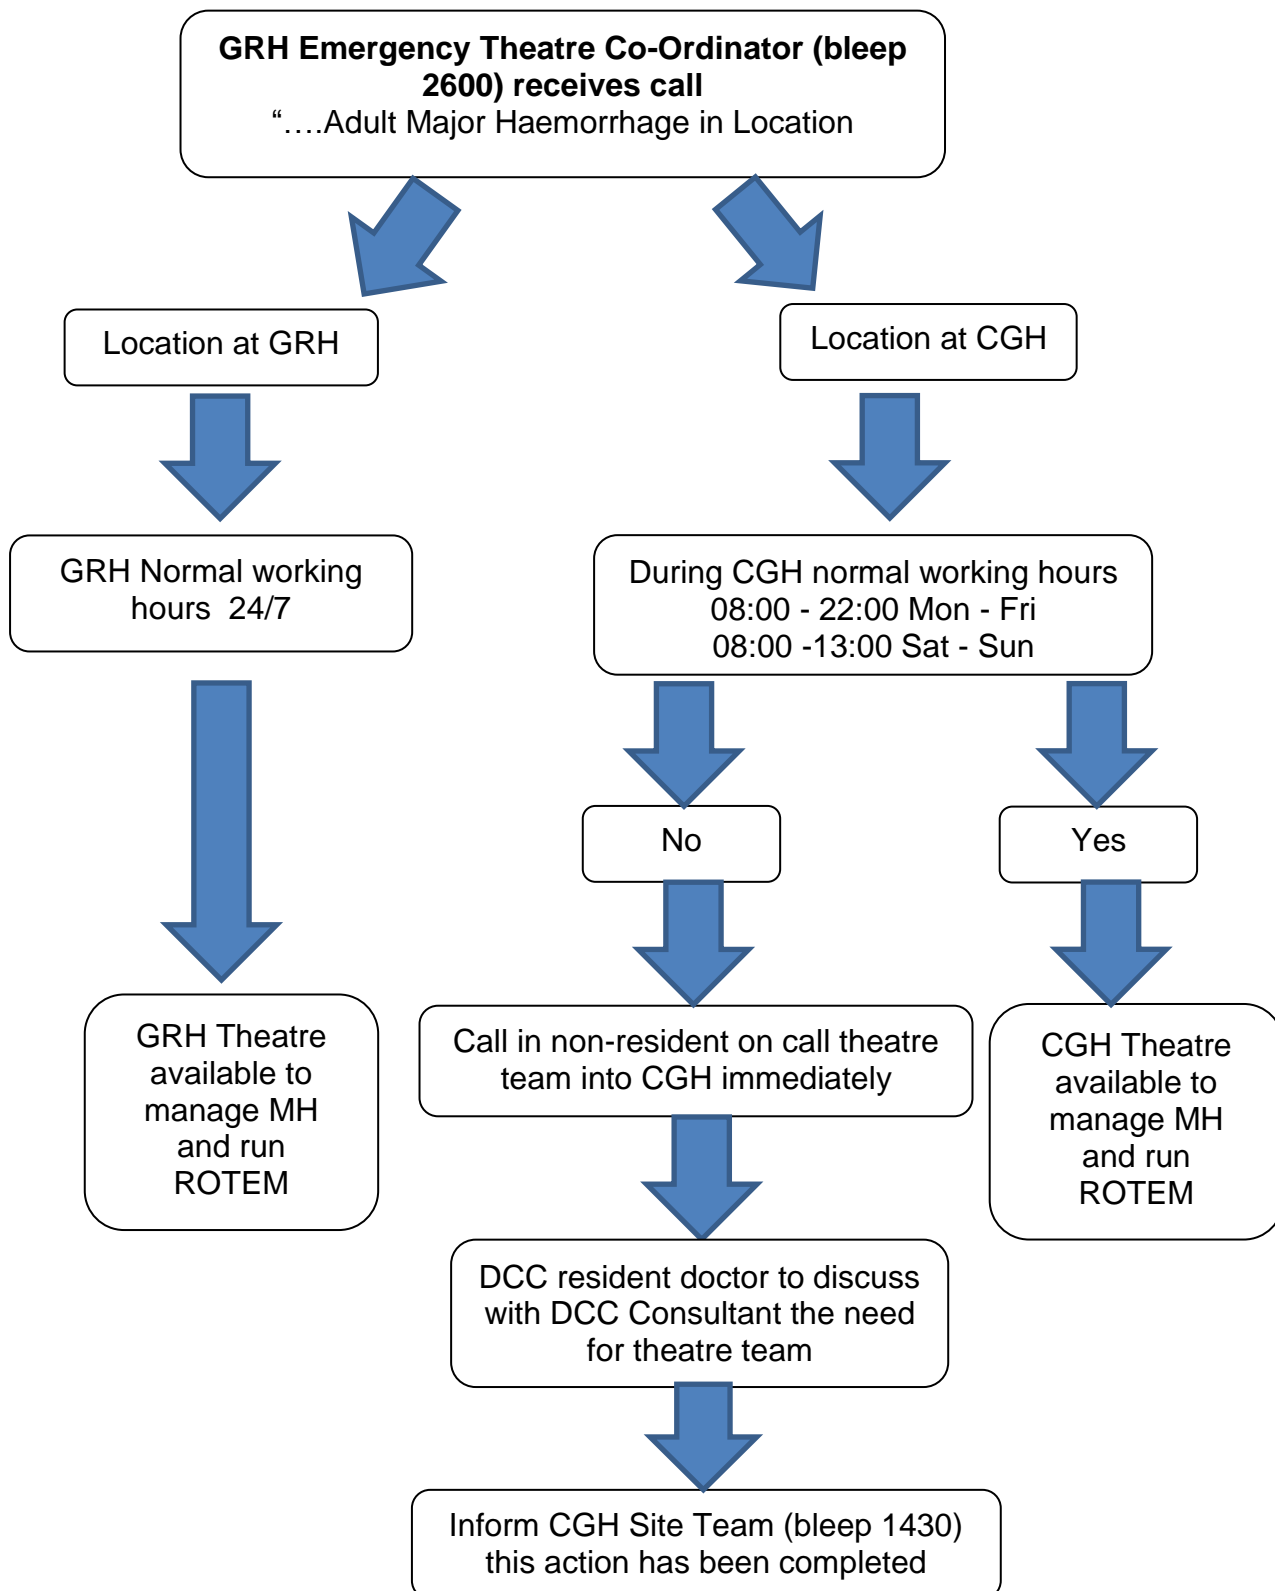 GRH Emergency Theatre Co-Ordinator (bleep
2600) receives call
“….Adult Major Haemorrhage in Location
Location at GRH
Location at CGH
GRH Normal working
hours  24/7
During CGH normal working hours
08:00 - 22:00 Mon - Fri
08:00 -13:00 Sat - Sun
No
Yes
GRH Theatre
available to
manage MH
and run
ROTEM
Call in non-resident on call theatre
team into CGH immediately
CGH Theatre
available to
manage MH
and run
ROTEM
DCC resident doctor to discuss
with DCC Consultant the need
for theatre team
Inform CGH Site Team (bleep 1430)
this action has been completed